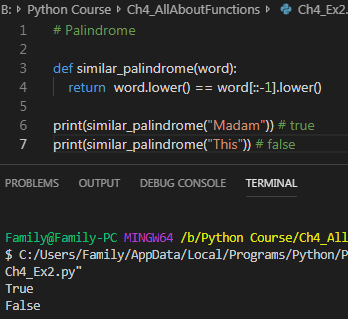 B: > Python Course > Ch4_AllAboutFunctions > Ch4_Ex2.
1 # Palindrome
2
3 def similar_palindrome(word):
4 return word.lower() == word[::-1].lower()
5
6 print(similar_palindrome("Madam")) # true
7 print(similar_palindrome("This")) # false
PROBLEMS OUTPUT DEBUG CONSOLE TERMINAL
Family@Family-PC MINGW64 /b/Python Course/Ch4_All
$ C:/Users/Family/AppData/Local/Programs/Python/P
Ch4_Ex2.py"
True
False